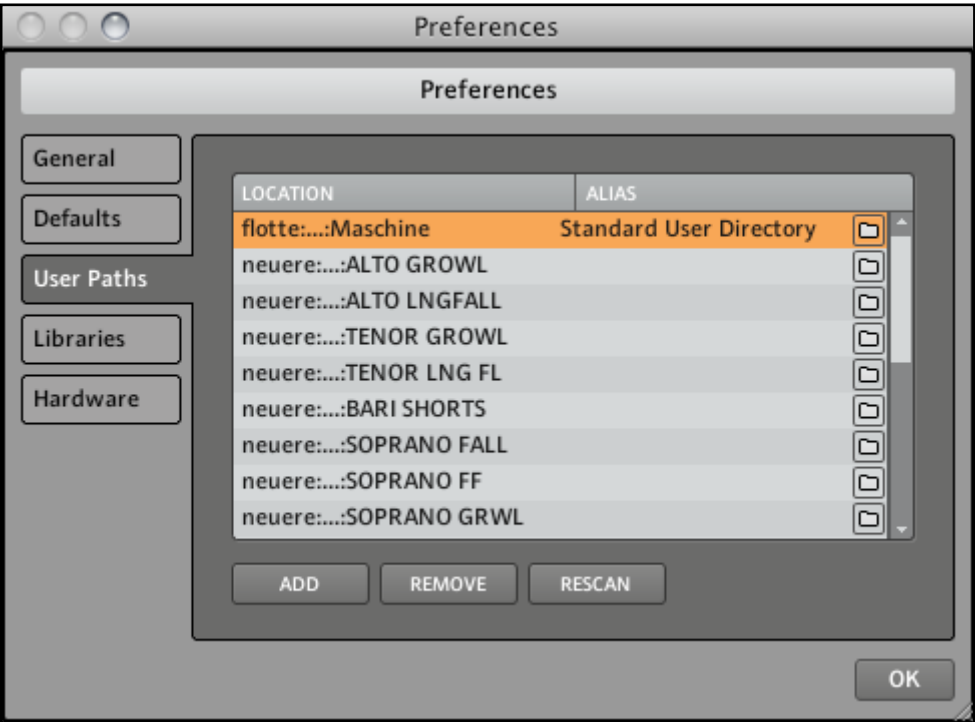 Preferences
Preferences
General
Defaults
User Paths
Libraries
Hardware
LOCATION ALIAS
flotte:...:Maschine Standard User Directory
neuere:...:ALTO GROWL
neuere:...:ALTO LNGFALL
neuere:...:TENOR GROWL
neuere:...:TENOR LNG FL
neuere:...:BARI SHORTS
neuere:...:SOPRANO FALL
neuere:...:SOPRANO FF
neuere:...:SOPRANO GRWL
ADD REMOVE RESCAN
OK